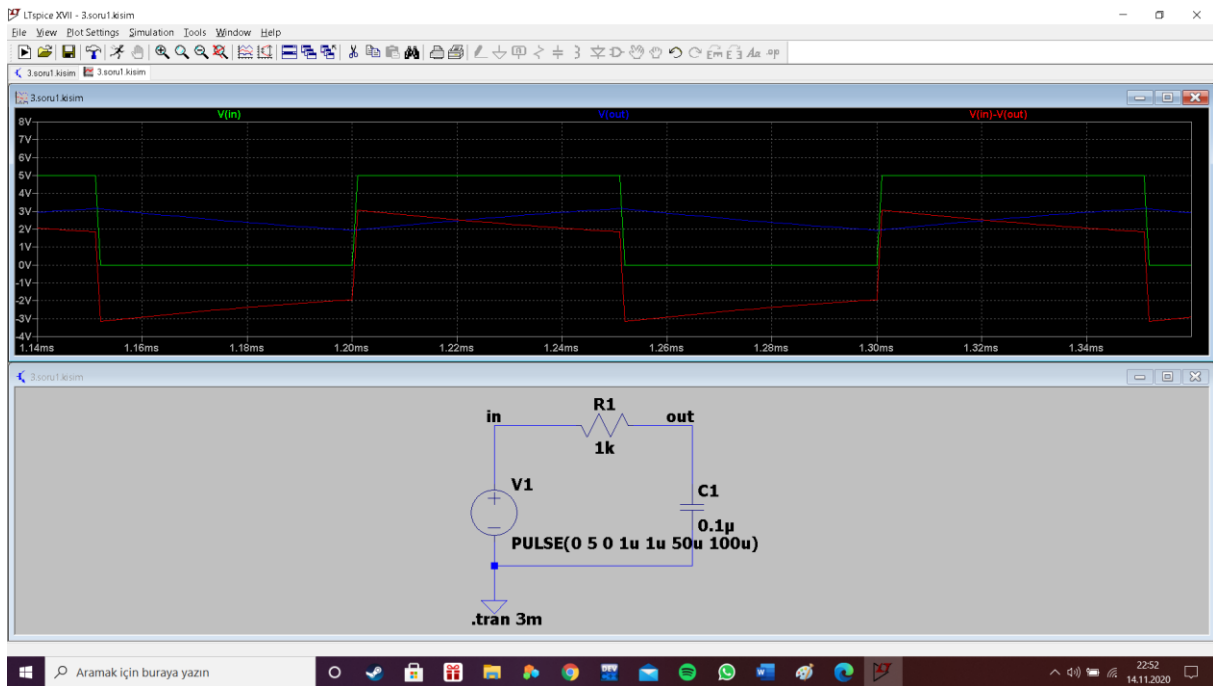 LTspice XVII - 3.soru1.kisim
File View Plot Settings Simulation Tools Window Help
3.soru1.kisim 3.soru1.kisim
3.soru1.kisim
V(in) V(out) V(in)-V(out)
8V
7V
6V
5V
4V
3V
2V
1V
0V
-1V
-2V
-3V
-4V
1.14ms 1.16ms 1.18ms 1.20ms 1.22ms 1.24ms 1.26ms 1.28ms 1.30ms 1.32ms 1.34ms
3.soru1.kisim
R1
in out
1k
V1
C1
0.1µ
PULSE(0 5 0 1u 1u 50u 100u)
.tran 3m
Aramak için buraya yazın
22:52
14.11.2020